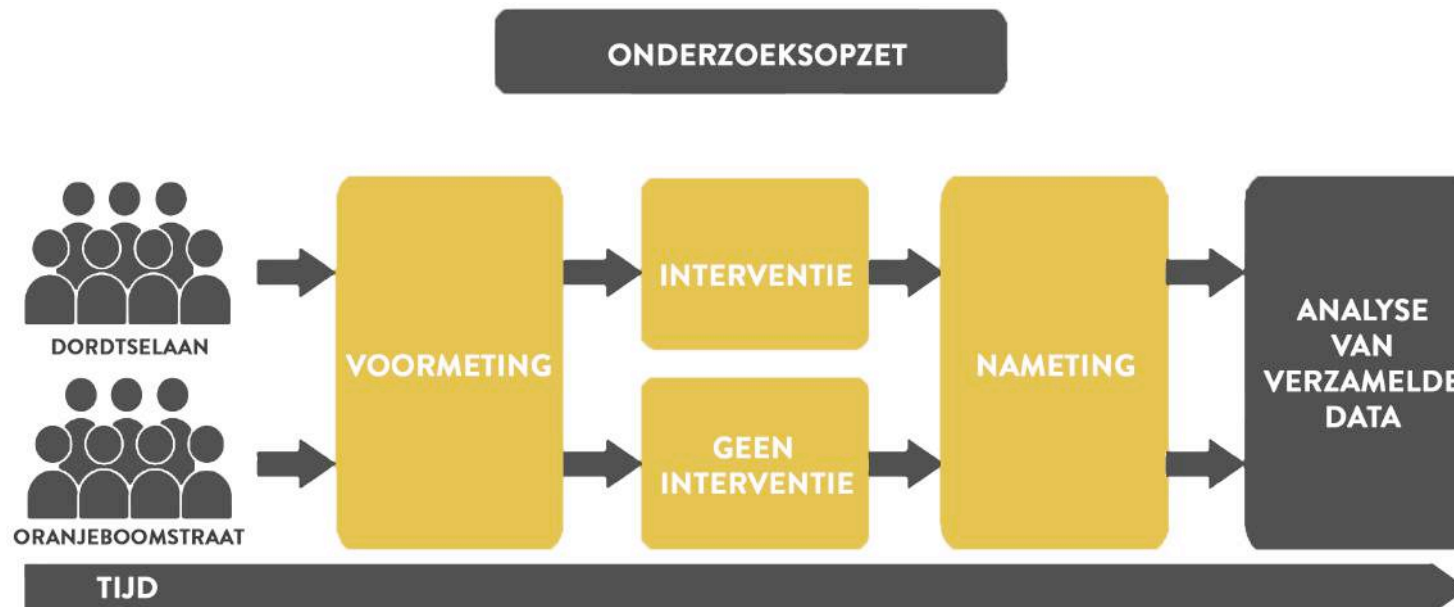 ONDERZOEKSOPZET
DORDTSELAAN
ORANJEBOOMSTRAAT
VOORMETING
INTERVENTIE
GEEN
INTERVENTIE
NAMETING
ANALYSE
VAN
VERZAMELDE
DATA
TIJD